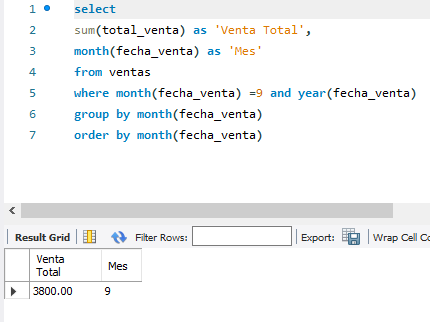 1 select
2 sum(total_venta) as 'Venta Total',
3 month(fecha_venta) as 'Mes'
4 from ventas
5 where month(fecha_venta) =9 and year(fecha_venta)
6 group by month(fecha_venta)
7 order by month(fecha_venta)
Result Grid Filter Rows: Export: Wrap Cell Co
Venta Total Mes
3800.00 9